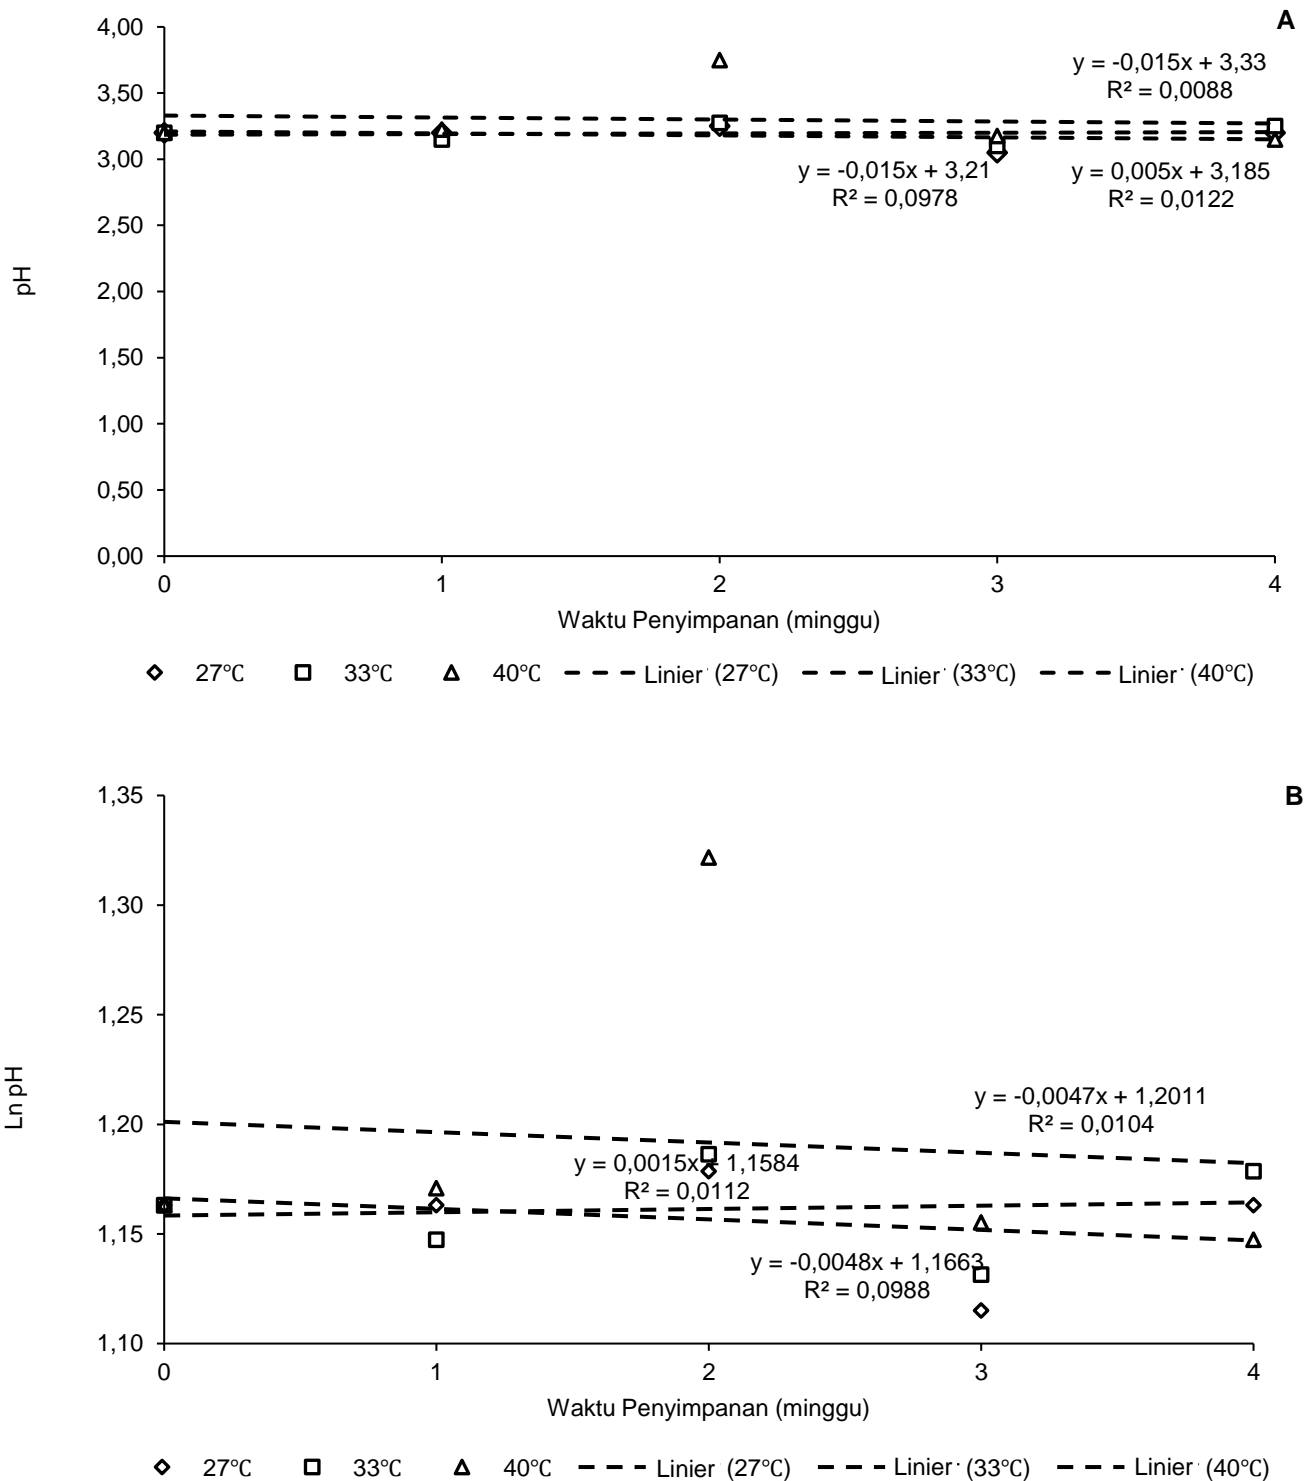 A
4,00
3,50
3,00
2,50
2,00
1,50
1,00
0,50
0,00
pH
y = -0,015x + 3,33
R² = 0,0088
y = -0,015x + 3,21
R² = 0,0978
y = 0,005x + 3,185
R² = 0,0122
0 1 2 3 4
Waktu Penyimpanan (minggu)
27℃ 33℃ 40℃ Linier (27℃) Linier (33℃) Linier (40℃)
B
1,35
1,30
1,25
1,20
1,15
1,10
Ln pH
y = -0,0047x + 1,2011
R² = 0,0104
y = 0,0015x + 1,1584
R² = 0,0112
y = -0,0048x + 1,1663
R² = 0,0988
0 1 2 3 4
Waktu Penyimpanan (minggu)
27℃ 33℃ 40℃ Linier (27℃) Linier (33℃) Linier (40℃)